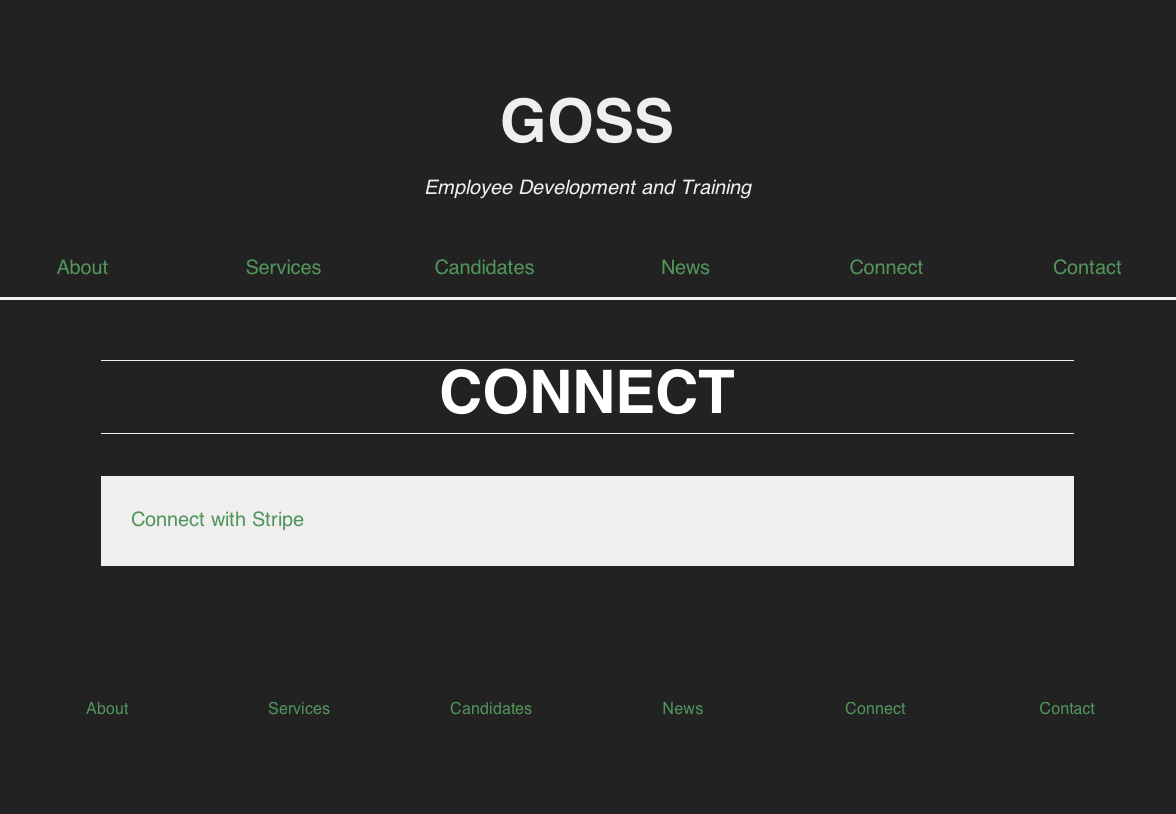 GOSS
Employee Development and Training
About Services Candidates News Connect Contact
CONNECT
Connect with Stripe
About Services Candidates News Connect Contact